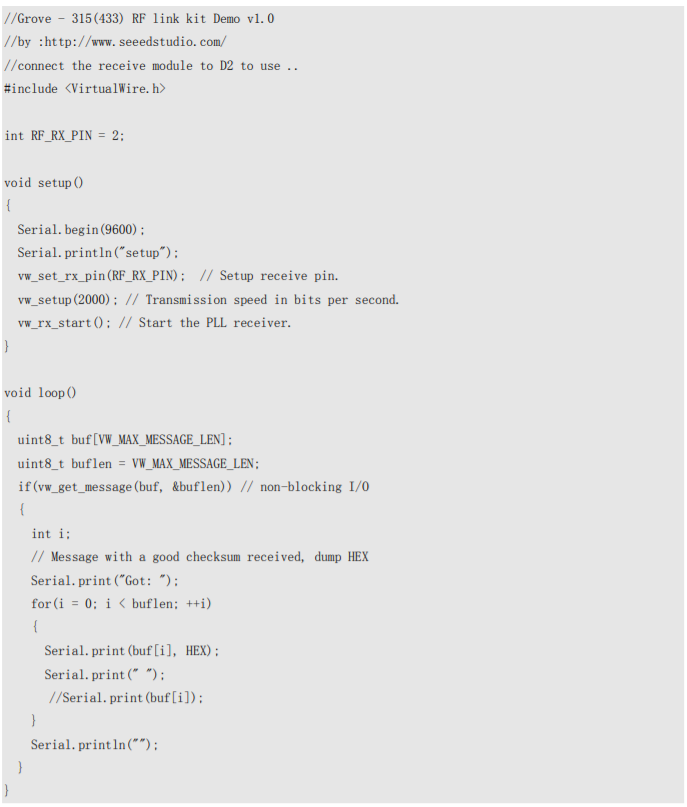 //Grove - 315(433) RF link kit Demo v1.0
//by :http://www.seeedstudio.com/
//connect the receive module to D2 to use ..
#include <VirtualWire.h>

int RF_RX_PIN = 2;

void setup()
{
  Serial.begin(9600);
  Serial.println("setup");
  vw_set_rx_pin(RF_RX_PIN);  // Setup receive pin.
  vw_setup(2000); // Transmission speed in bits per second.
  vw_rx_start(); // Start the PLL receiver.
}

void loop()
{
  uint8_t buf[VW_MAX_MESSAGE_LEN];
  uint8_t buflen = VW_MAX_MESSAGE_LEN;
  if(vw_get_message(buf, &buflen)) // non-blocking I/O
  {
    int i;
    // Message with a good checksum received, dump HEX
    Serial.print("Got: ");
    for(i = 0; i < buflen; ++i)
    {
      Serial.print(buf[i], HEX);
      Serial.print(" ");
      //Serial.print(buf[i]);
    }
    Serial.println("");
  }
}